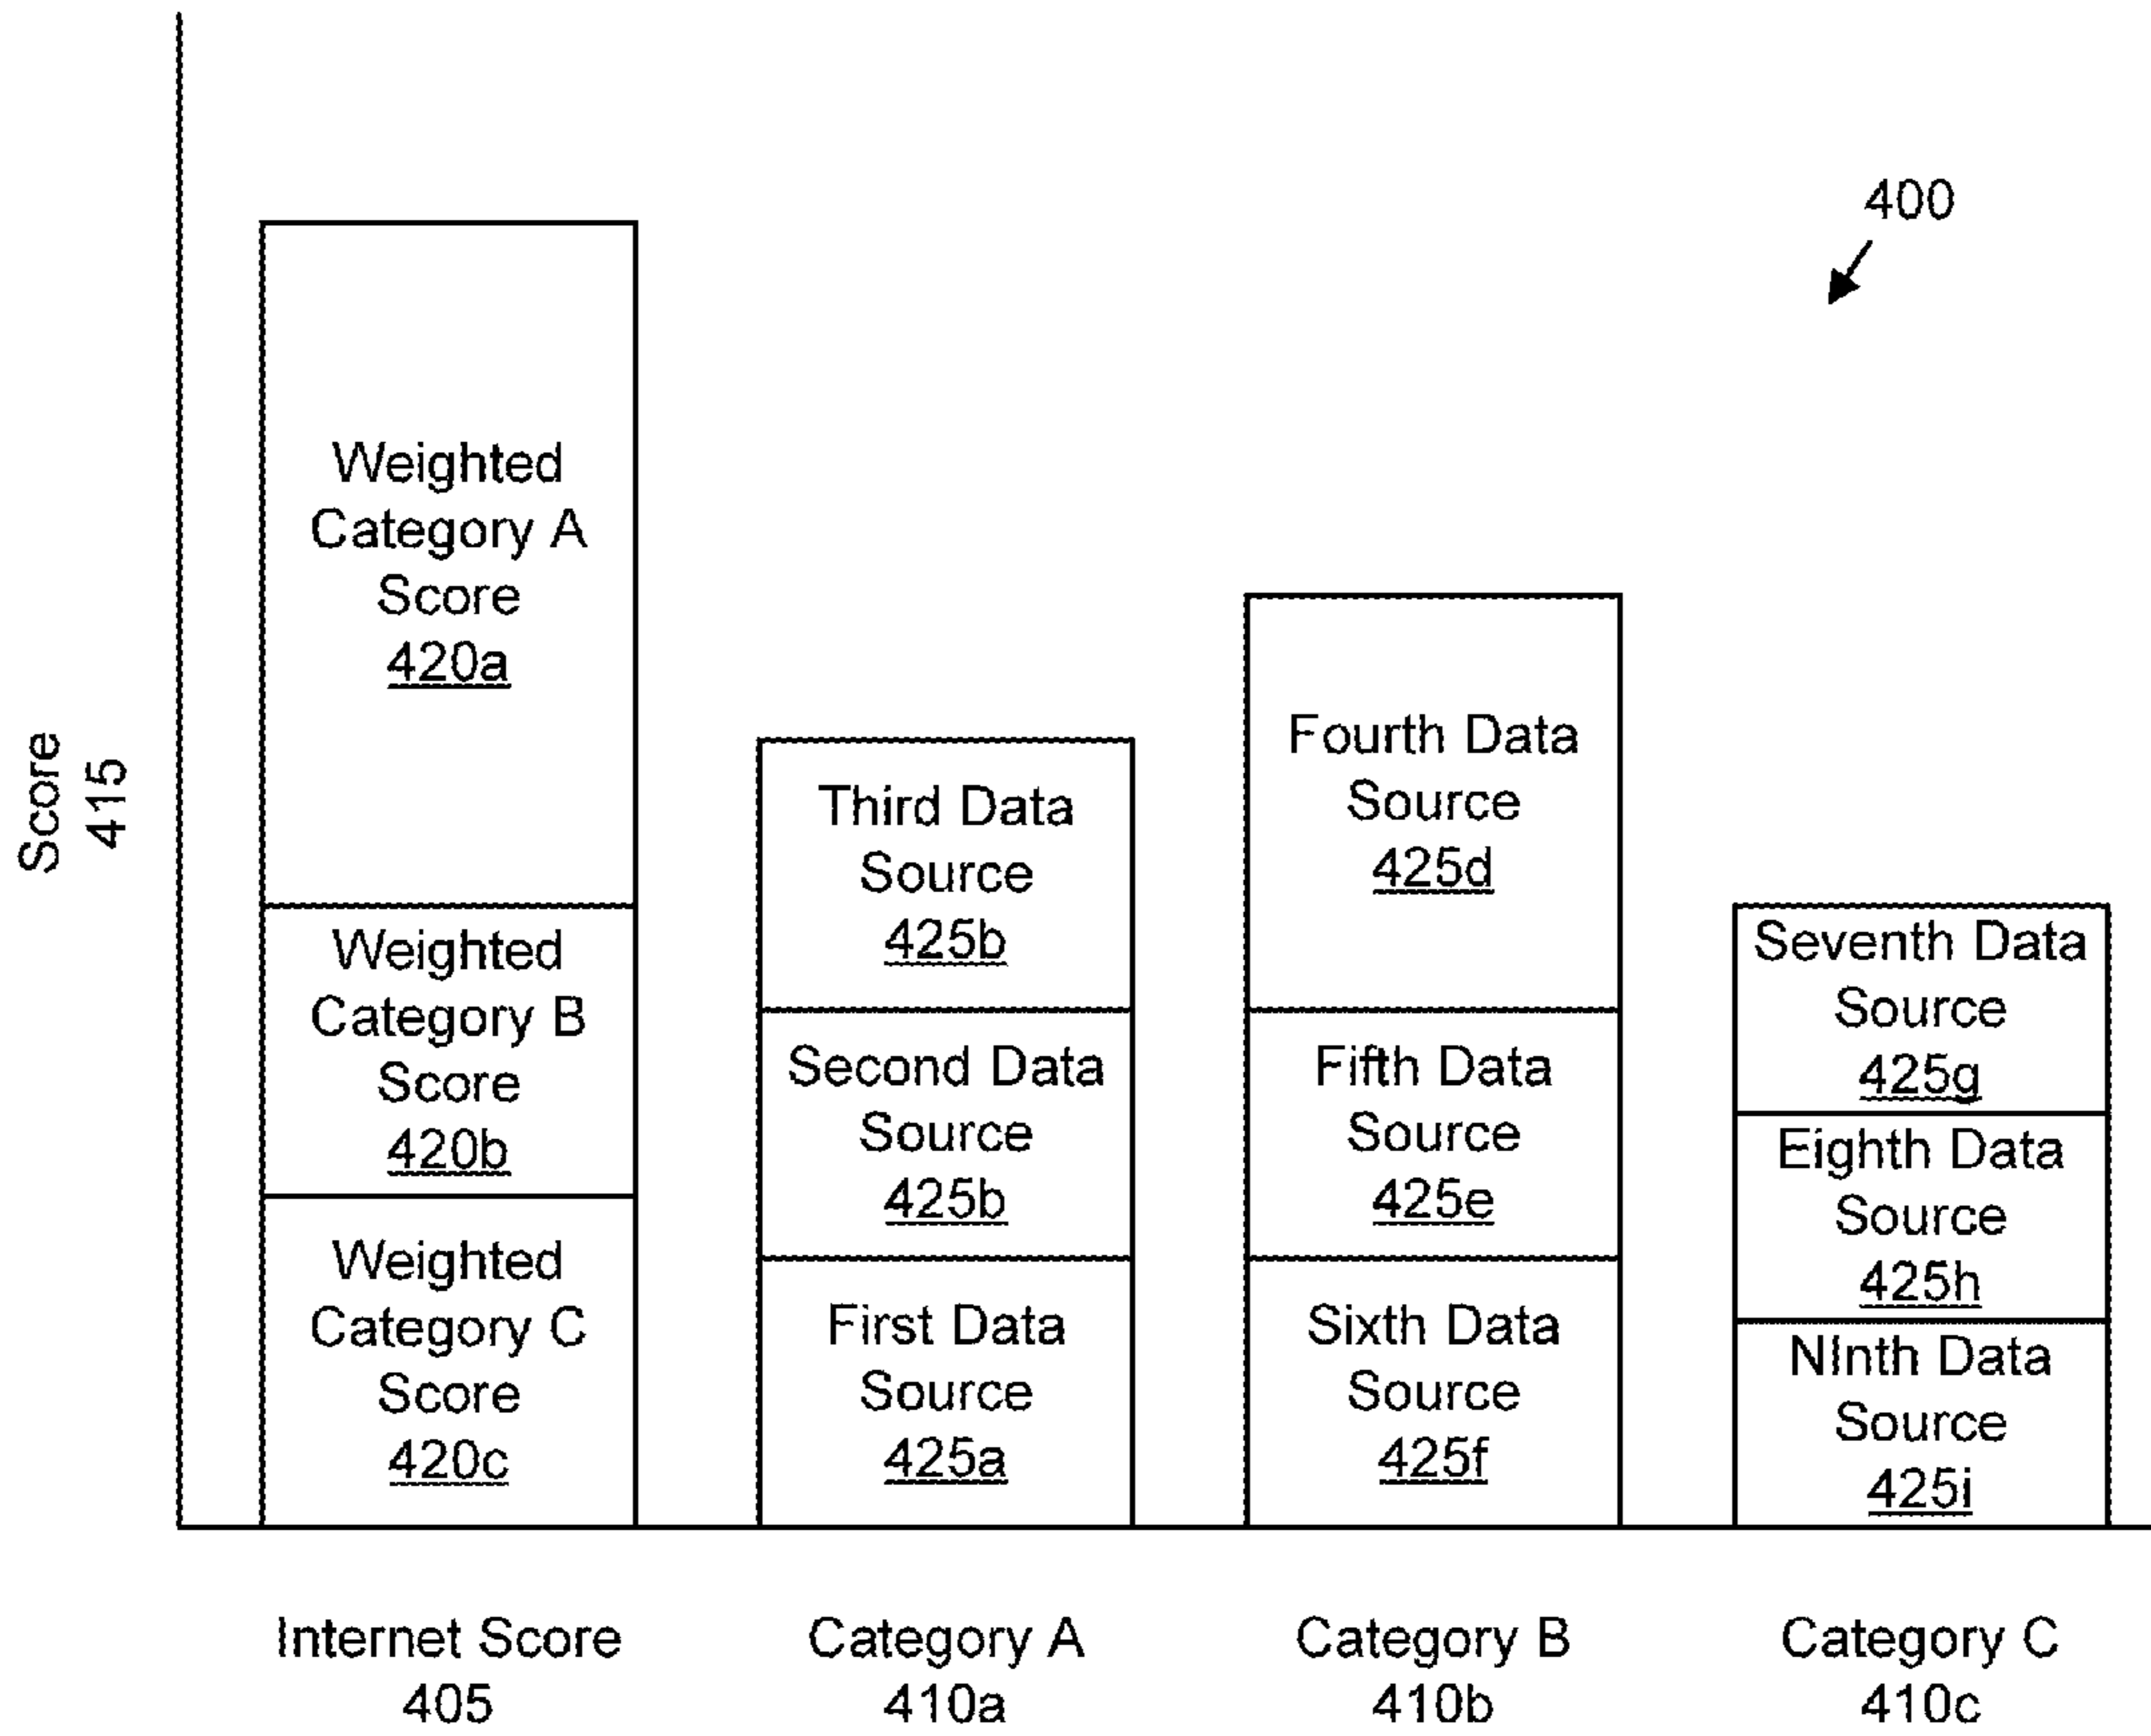 400
Score
415
Weighted
Category A
Score
420a
Weighted
Category B
Score
420b
Weighted
Category C
Score
420c
Third Data
Source
425b
Second Data
Source
425b
First Data
Source
425a
Fourth Data
Source
425d
Fifth Data
Source
425e
Sixth Data
Source
425f
Seventh Data
Source
425g
Eighth Data
Source
425h
NInth Data
Source
425i
Internet Score
405
Category A
410a
Category B
410b
Category C
410c